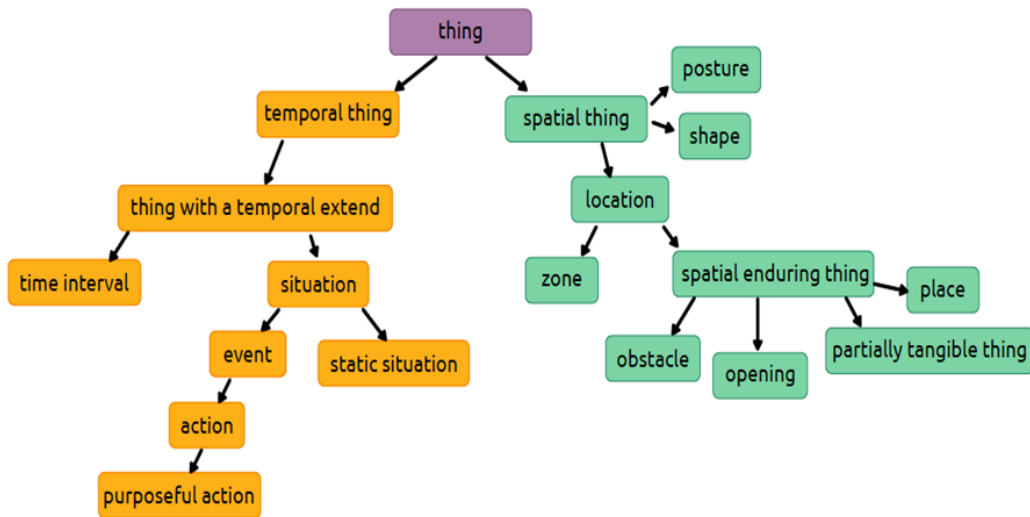 thing
temporal thing
spatial thing
posture
shape
thing with a temporal extend
location
time interval
situation
zone
spatial enduring thing
place
event
static situation
obstacle
opening
partially tangible thing
action
purposeful action